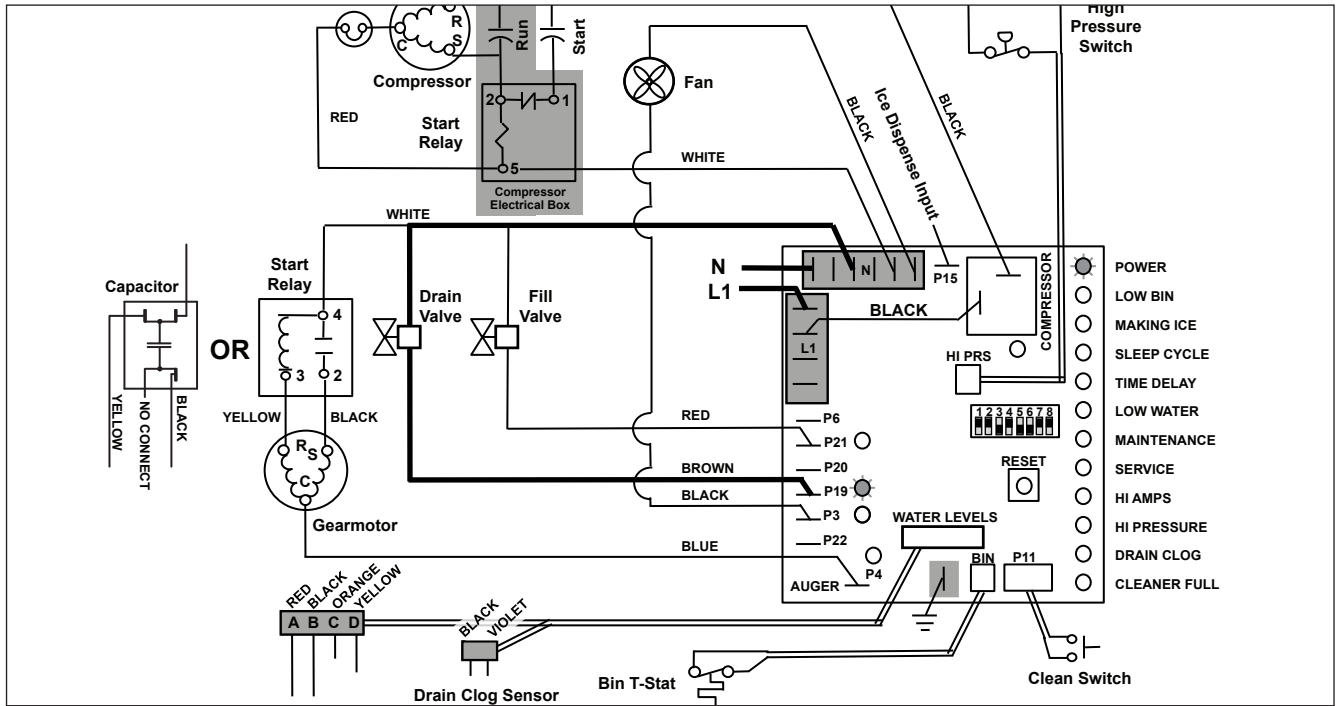 High
Pressure
Switch
R
S
C
Compressor
Run
Start
Fan
RED
Start
Relay
2
1
5
Compressor
Electrical Box
WHITE
BLACK
Ice Dispense Input
BLACK
WHITE
Capacitor
YELLOW
NO CONNECT
BLACK
OR
Start
Relay
4
3
2
YELLOW
BLACK
R
S
C
Gearmotor
Drain
Valve
Fill
Valve
N
L1
N
P15
L1
BLACK
COMPRESSOR
HI PRS
1 2 3 4 5 6 7 8
RESET
POWER
LOW BIN
MAKING ICE
SLEEP CYCLE
TIME DELAY
LOW WATER
MAINTENANCE
SERVICE
HI AMPS
HI PRESSURE
DRAIN CLOG
CLEANER FULL
RED
P6
P21
P20
BROWN
P19
BLACK
P3
P22
BLUE
P4
AUGER
WATER LEVELS
BIN
P11
RED
BLACK
ORANGE
YELLOW
A B C D
BLACK
VIOLET
Drain Clog Sensor
Bin T-Stat
Clean Switch